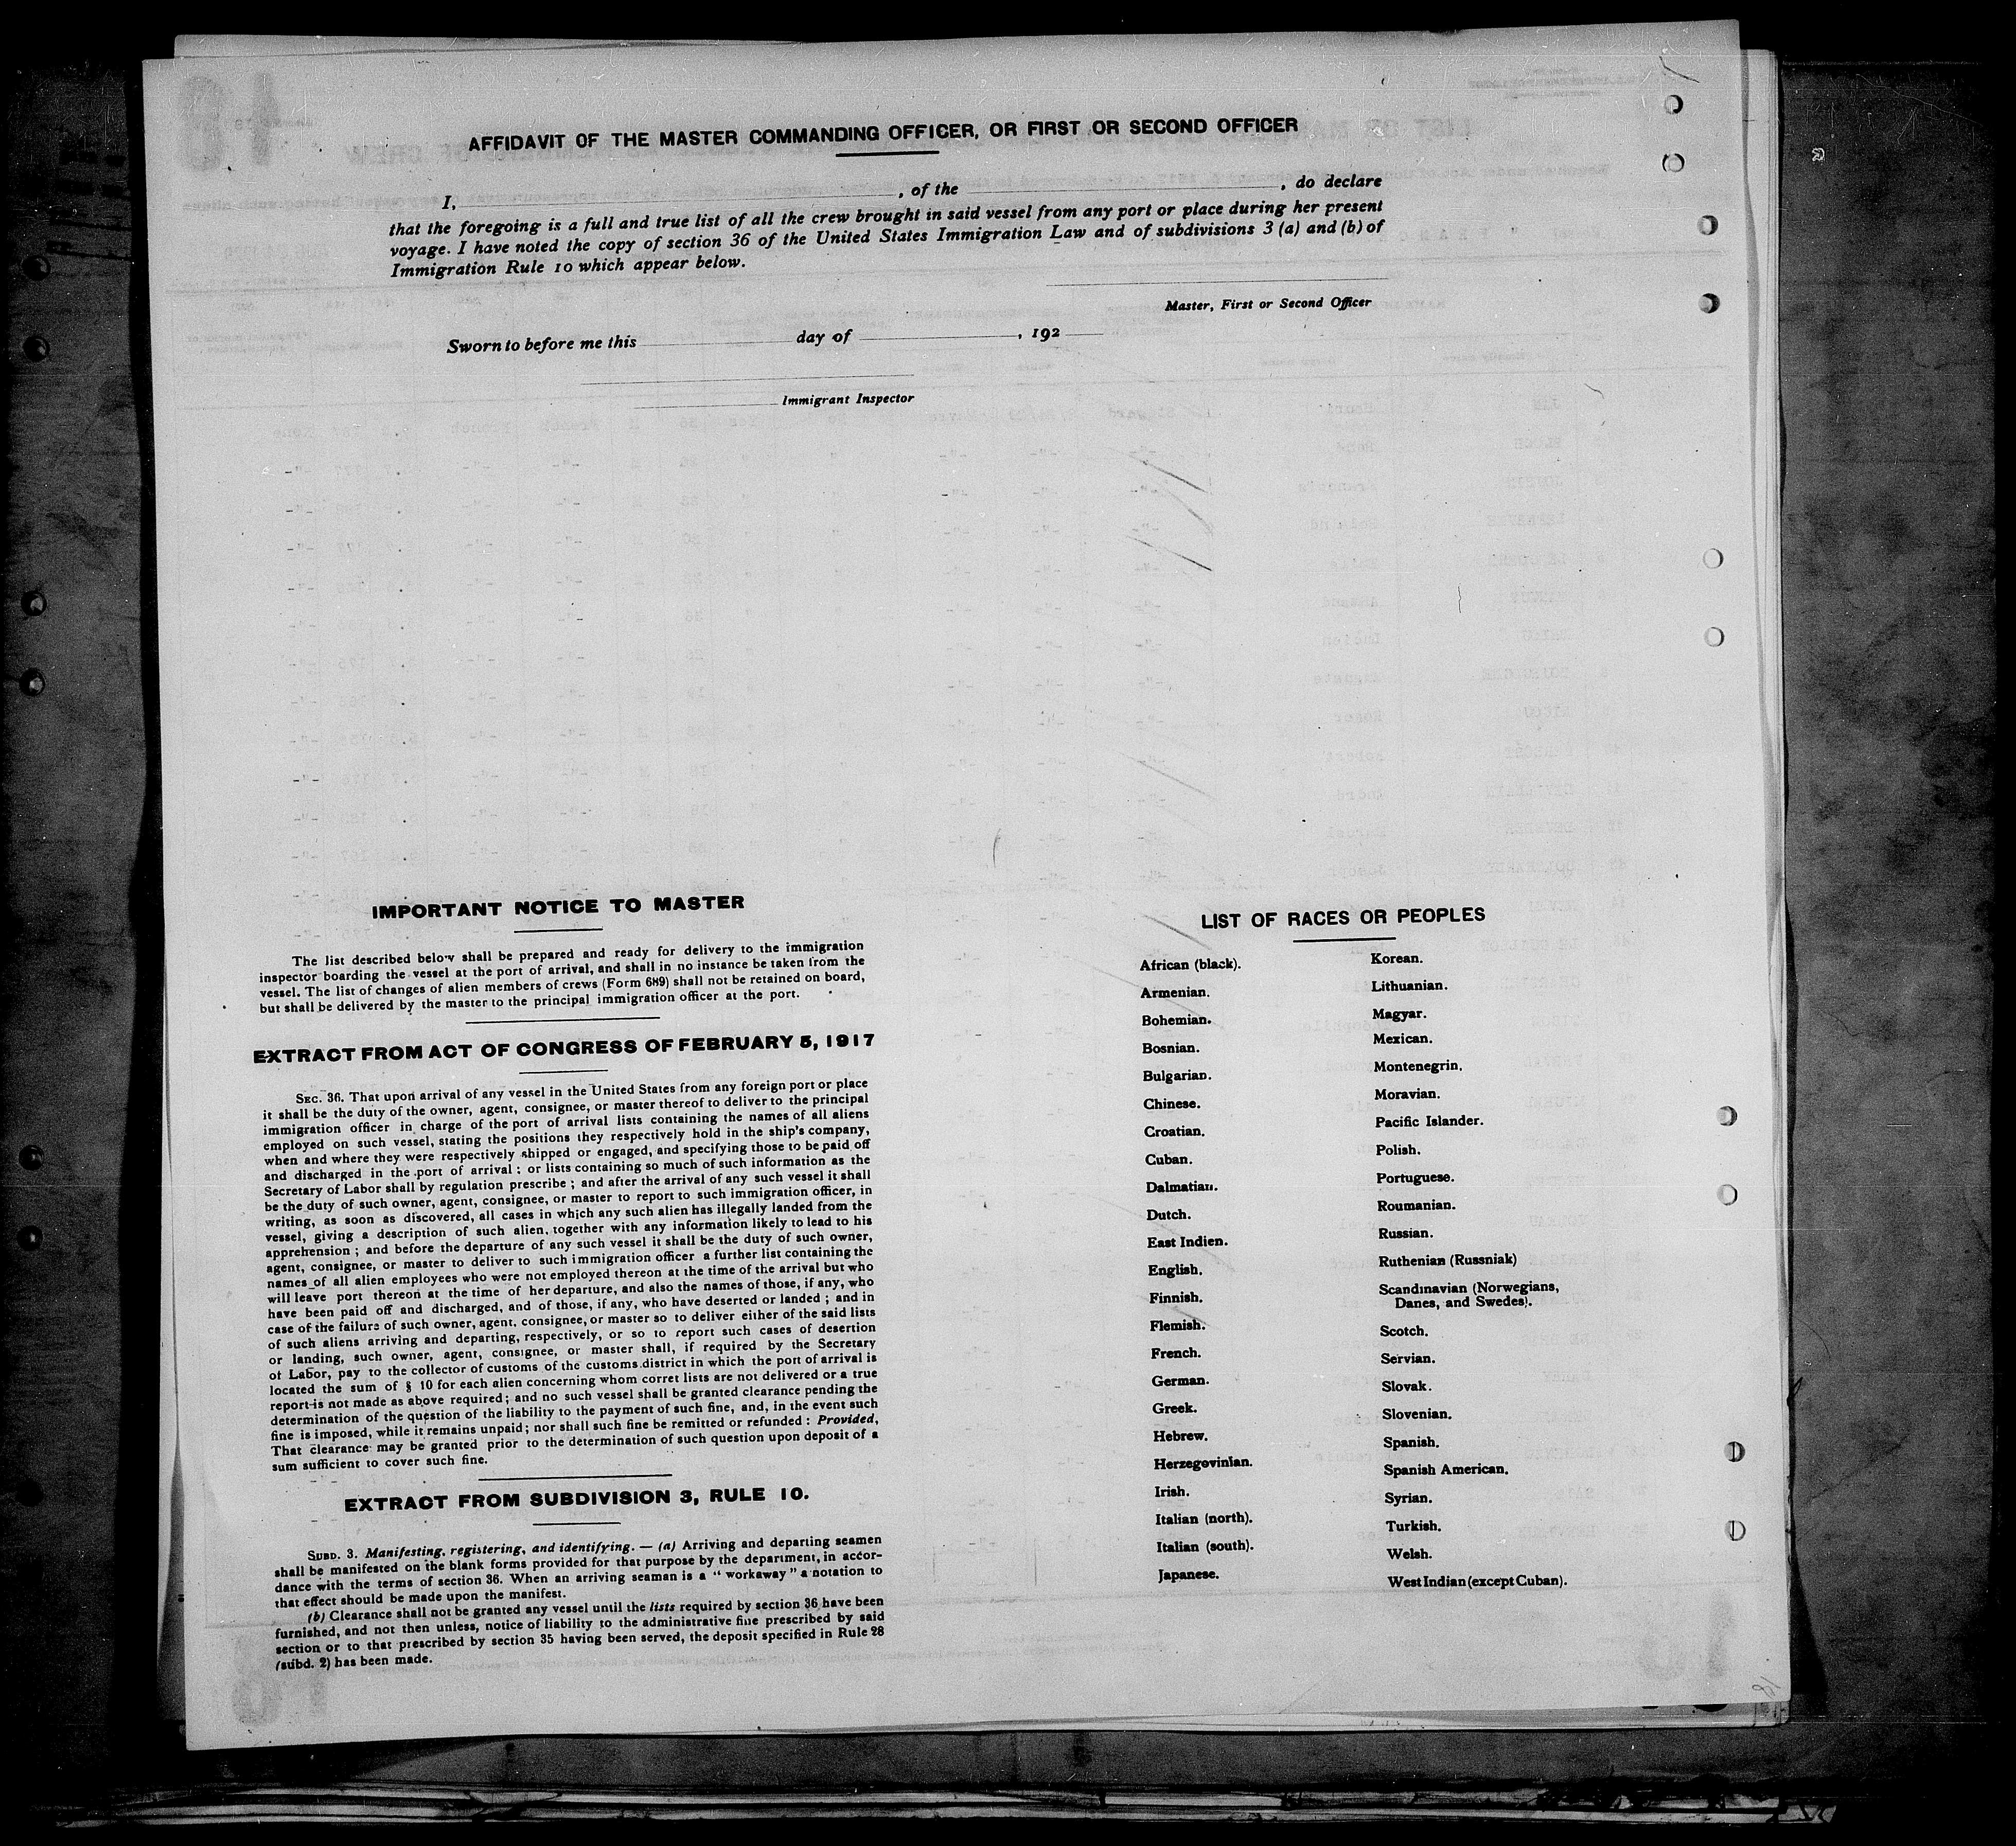 AFFIDAVIT OF THE MASTER COMMANDING OFFICER, OR FIRST OR SECOND OFFICER
I, , of the , do declare
that the foregoing is a full and true list of all the crew brought in said vessel from any port or place during her present
voyage. I have noted the copy of section 36 of the United States Immigration Law and of subdivisions 3 (a) and (b) of
Immigration Rule 10 which appear below.
Master, First or Second Officer
Sworn to before me this day of , 192
Immigrant Inspector
IMPORTANT NOTICE TO MASTER
The list described below shall be prepared and ready for delivery to the immigration
inspector boarding the vessel at the port of arrival, and shall in no instance be taken from the
vessel. The list of changes of alien members of crews (Form 689) shall not be retained on board,
but shall be delivered by the master to the principal immigration officer at the port.
EXTRACT FROM ACT OF CONGRESS OF FEBRUARY 5, 1917
SEC. 36. That upon arrival of any vessel in the United States from any foreign port or place
it shall be the duty of the owner, agent, consignee, or master thereof to deliver to the principal
immigration officer in charge of the port of arrival lists containing the names of all aliens
employed on such vessel, stating the positions they respectively hold in the ship's company,
when and where they were respectively shipped or engaged, and specifying those to be paid off
and discharged in the port of arrival ; or lists containing so much of such information as the
Secretary of Labor shall by regulation prescribe ; and after the arrival of any such vessel it shall
be the duty of such owner, agent, consignee, or master to report to such immigration officer, in
writing, as soon as discovered, all cases in which any such alien has illegally landed from the
vessel, giving a description of such alien, together with any information likely to lead to his
apprehension ; and before the departure of any such vessel it shall be the duty of such owner,
agent, consignee, or master to deliver to such immigration officer a further list containing the
names of all alien employees who were not employed thereon at the time of the arrival but who
will leave port thereon at the time of her departure, and also the names of those, if any, who
have been paid off and discharged, and of those, if any, who have deserted or landed ; and in
case of the failure of such owner, agent, consignee, or master so to deliver either of the said lists
of such aliens arriving and departing, respectively, or so to report such cases of desertion
or landing, such owner, agent, consignee, or master shall, if required by the Secretary
of Labor, pay to the collector of customs of the customs district in which the port of arrival is
located the sum of § 10 for each alien concerning whom corret lists are not delivered or a true
report is not made as above required ; and no such vessel shall be granted clearance pending the
determination of the question of the liability to the payment of such fine, and, in the event such
fine is imposed, while it remains unpaid ; nor shall such fine be remitted or refunded : Provided,
That clearance may be granted prior to the determination of such question upon deposit of a
sum sufficient to cover such fine.
EXTRACT FROM SUBDIVISION 3, RULE 10.
SUBD. 3. Manifesting, registering, and identifying. — (a) Arriving and departing seamen
shall be manifested on the blank forms provided for that purpose by the department, in accor-
dance with the terms of section 36. When an arriving seaman is a " workaway " a notation to
that effect should be made upon the manifest.
(b) Clearance shall not be granted any vessel until the lists required by section 36 have been
furnished, and not then unless, notice of liability to the administrative fine prescribed by said
section or to that prescribed by section 35 having been served, the deposit specified in Rule 28
(subd. 2) has been made.
LIST OF RACES OR PEOPLES
African (black).
Armenian.
Bohemian.
Bosnian.
Bulgarian.
Chinese.
Croatian.
Cuban.
Dalmatian.
Dutch.
East Indien.
English.
Finnish.
Flemish.
French.
German.
Greek.
Hebrew.
Herzegovinian.
Irish.
Italian (north).
Italian (south).
Japanese.
Korean.
Lithuanian.
Magyar.
Mexican.
Montenegrin.
Moravian.
Pacific Islander.
Polish.
Portuguese.
Roumanian.
Russian.
Ruthenian (Russniak)
Scandinavian (Norwegians,
Danes, and Swedes).
Scotch.
Servian.
Slovak.
Slovenian.
Spanish.
Spanish American.
Syrian.
Turkish.
Welsh.
West Indian (except Cuban).